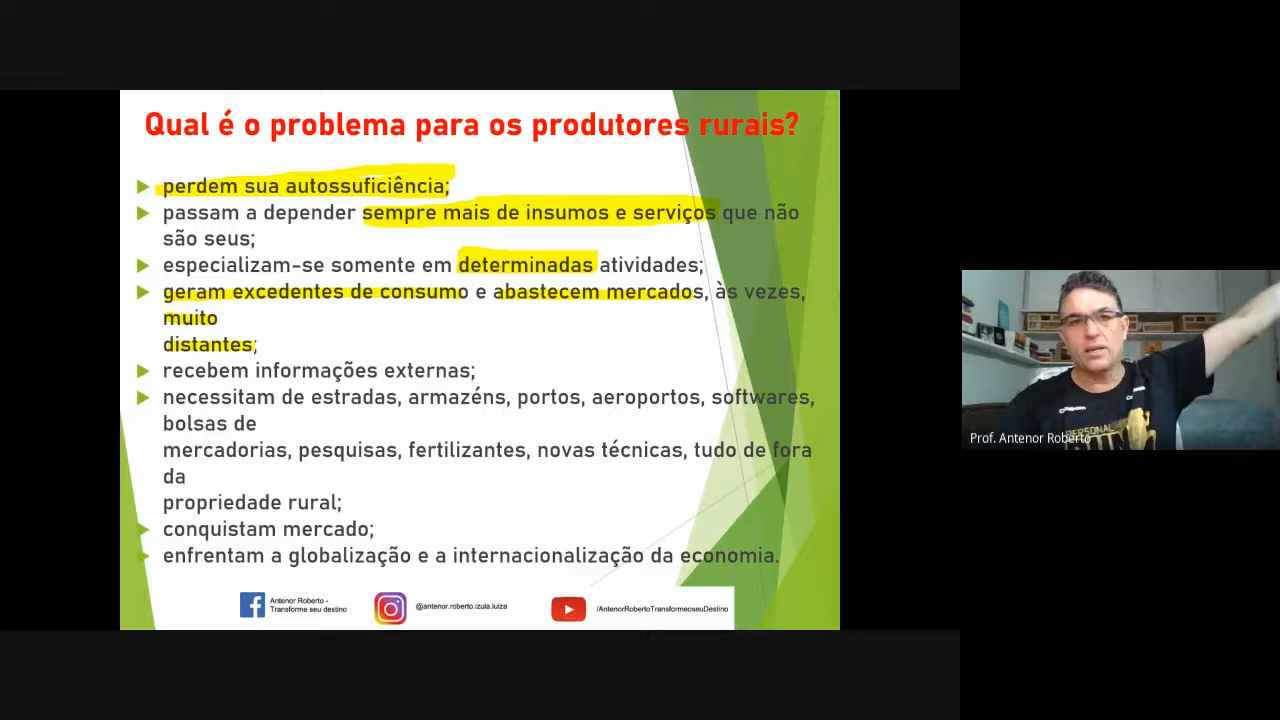 Qual é o problema para os produtores rurais?
perdem sua autossuficiência;
passam a depender sempre mais de insumos e serviços que não
são seus;
especializam-se somente em determinadas atividades;
geram excedentes de consumo e abastecem mercados, às vezes,
muito
distantes;
recebem informações externas;
necessitam de estradas, armazéns, portos, aeroportos, softwares,
bolsas de
mercadorias, pesquisas, fertilizantes, novas técnicas, tudo de fora
da
propriedade rural;
conquistam mercado;
enfrentam a globalização e a internacionalização da economia.
Antenor Roberto -
Transforme seu destino
@antenor.roberto.izula.luiza
/AntenorRobertoTransformeoseuDestino
Prof. Antenor Roberto
PERSONAL